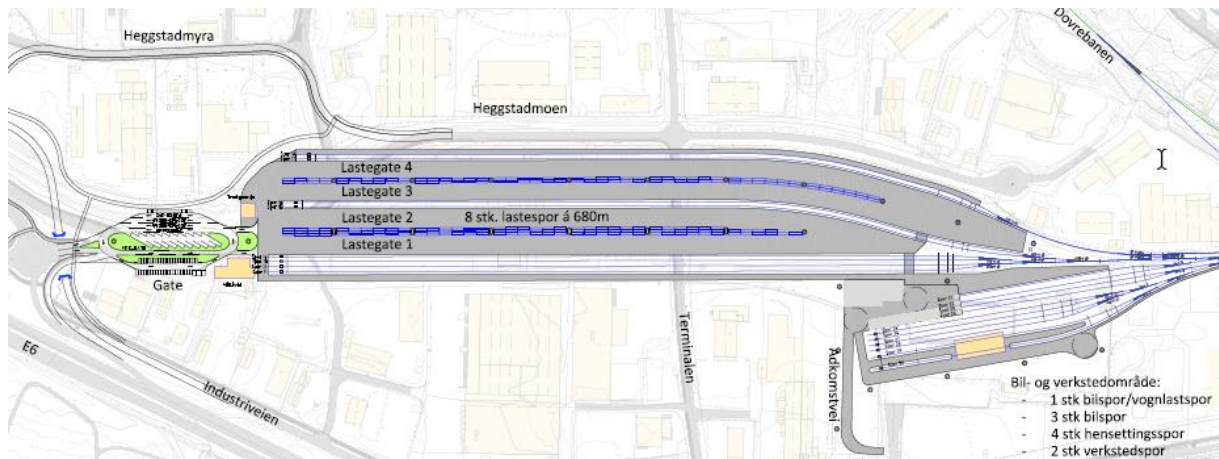 Heggstadmyra
Dovrebanen
Heggstadmoen
Lastegate 4
Lastegate 3
Lastegate 2
8 stk. lastespor á 680m
Lastegate 1
Gate
E6
Industriveien
Terminalen
Adkomstvei
Bil- og verkstedområde:
- 1 stk bilspor/vognlastspor
- 3 stk bilspor
- 4 stk hensettingsspor
- 2 stk verkstedspor